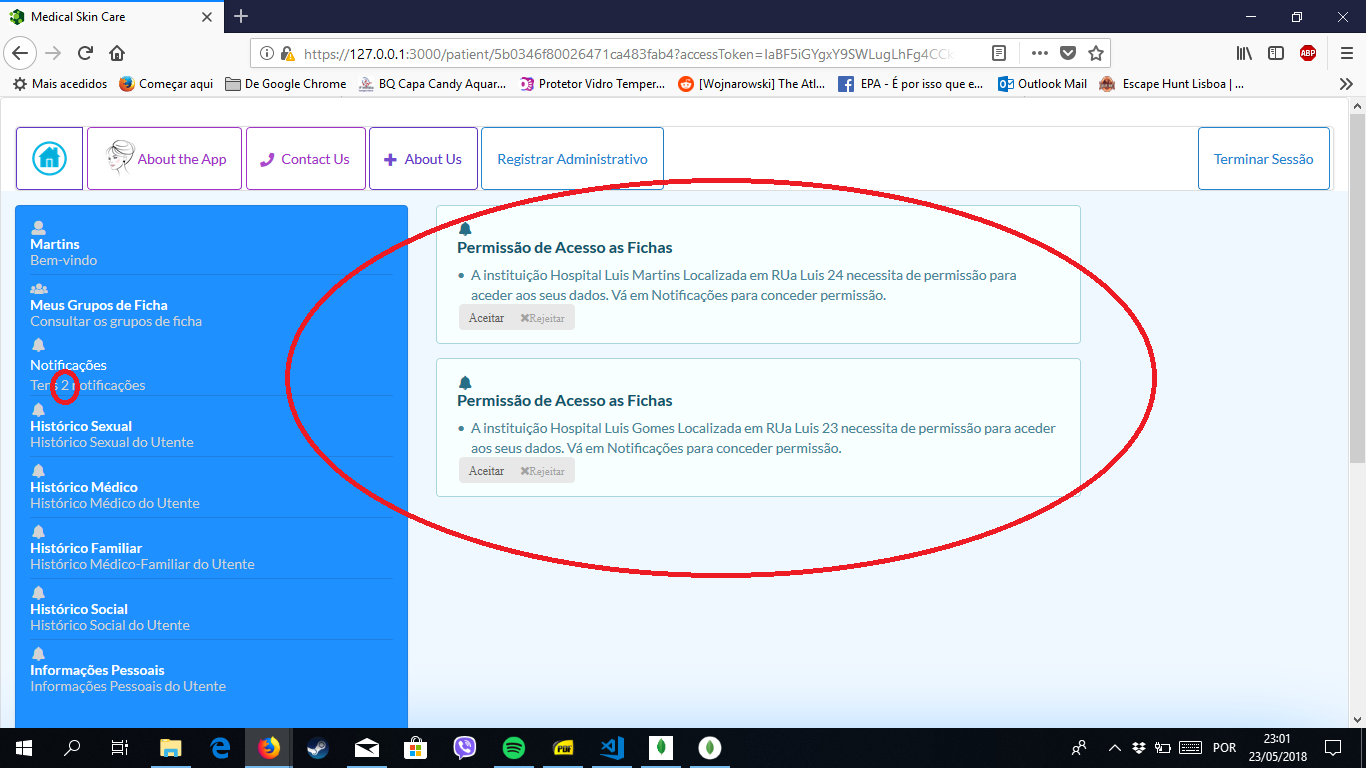 Medical Skin Care
https://127.0.0.1:3000/patient/5b0346f80026471ca483fab4?accessToken=
Mais acedidos
Começar aqui
De Google Chrome
BQ Capa Candy Aquar...
Protetor Vidro Temper...
[Wojnarowski] The Atl...
EPA - É por isso que e...
Outlook Mail
Escape Hunt Lisboa | ...
ABP
About the App
Contact Us
About Us
Registrar Administrativo
Terminar Sessão
Martins
Bem-vindo
Meus Grupos de Ficha
Consultar os grupos de ficha
Notificações
Tens 2 notificações
Histórico Sexual
Histórico Sexual do Utente
Histórico Médico
Histórico Médico do Utente
Histórico Familiar
Histórico Médico-Familiar do Utente
Histórico Social
Histórico Social do Utente
Informações Pessoais
Informações Pessoais do Utente
Permissão de Acesso as Fichas
A instituição Hospital Luis Martins Localizada em RUa Luis 24 necessita de permissão para
aceder aos seus dados. Vá em Notificações para conceder permissão.
Aceitar Rejeitar
Permissão de Acesso as Fichas
A instituição Hospital Luis Gomes Localizada em RUa Luis 23 necessita de permissão para aceder
aos seus dados. Vá em Notificações para conceder permissão.
Aceitar Rejeitar
PDF
POR
23:01
23/05/2018